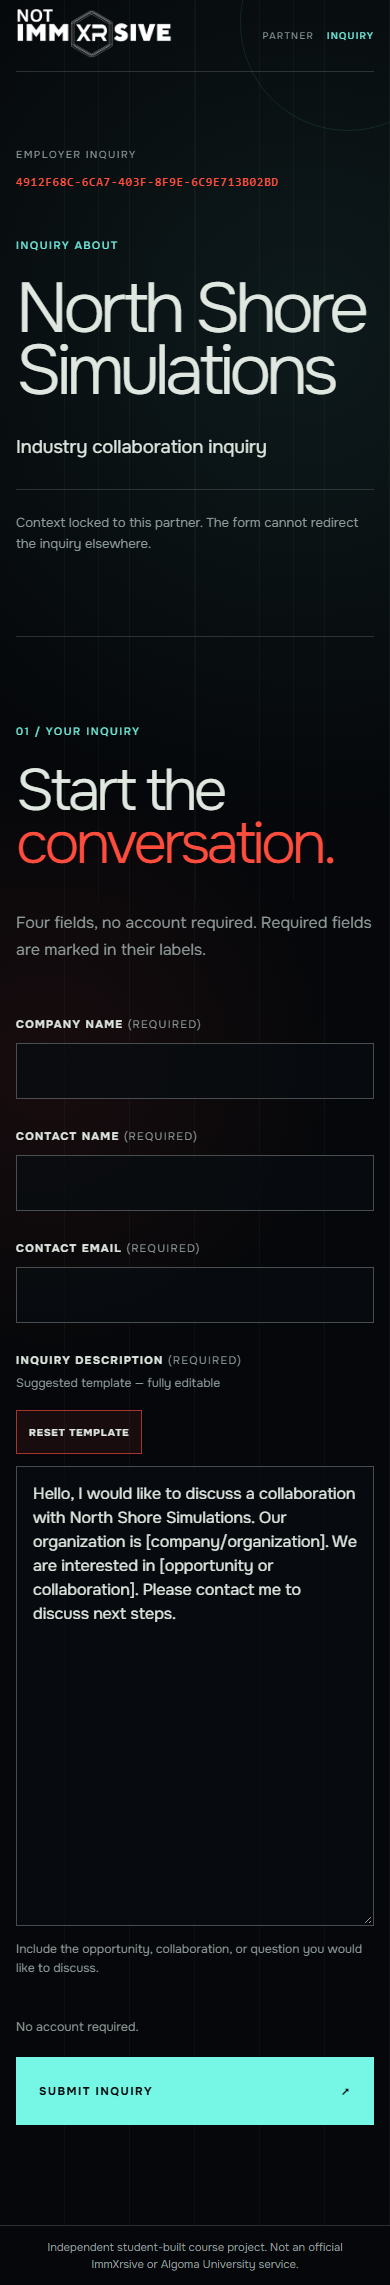 NOT
IMMXRSIVE
PARTNER INQUIRY
EMPLOYER INQUIRY
4912F68C-6CA7-403F-8F9E-6C9E713B02BD
INQUIRY ABOUT
North Shore
Simulations
Industry collaboration inquiry
Context locked to this partner. The form cannot redirect
the inquiry elsewhere.
01 / YOUR INQUIRY
Start the
conversation.
Four fields, no account required. Required fields
are marked in their labels.
COMPANY NAME (REQUIRED)
CONTACT NAME (REQUIRED)
CONTACT EMAIL (REQUIRED)
INQUIRY DESCRIPTION (REQUIRED)
Suggested template — fully editable
RESET TEMPLATE
Hello, I would like to discuss a collaboration
with North Shore Simulations. Our
organization is [company/organization]. We
are interested in [opportunity or
collaboration]. Please contact me to
discuss next steps.
Include the opportunity, collaboration, or question you would
like to discuss.
No account required.
SUBMIT INQUIRY ↗
Independent student-built course project. Not an official
ImmXrsive or Algoma University service.